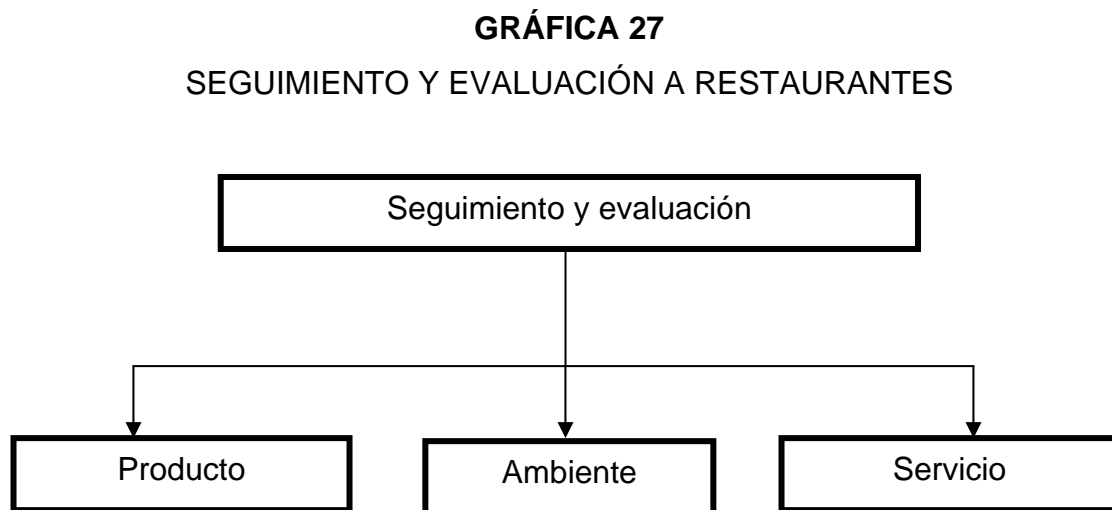 GRÁFICA 27
SEGUIMIENTO Y EVALUACIÓN A RESTAURANTES
Seguimiento y evaluación
Producto
Ambiente
Servicio